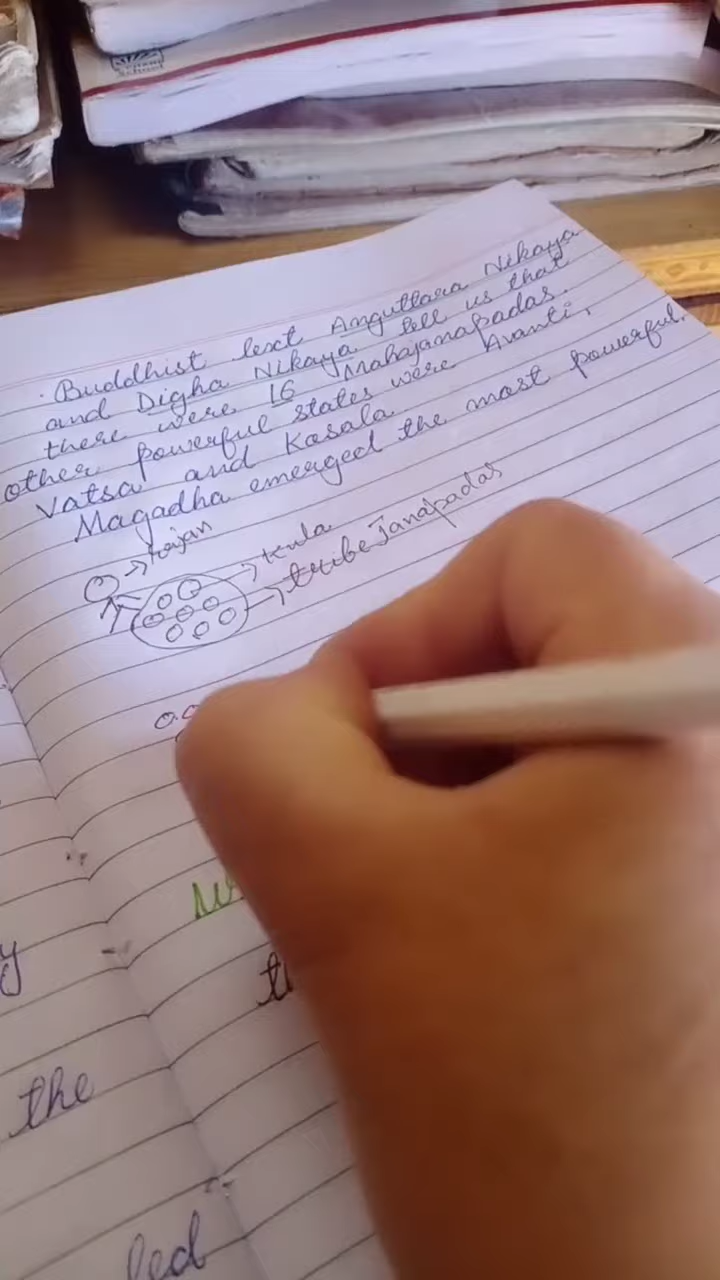 . Buddhist text Anguttara Nikaya
and Digha Nikaya tell us that
there were 16 Mahajanapadas.
other powerful states were Avanti,
Vatsa and Kosala
Magadha emerged the most powerful.
rajan
kula
tribe Janapadas
y
the
led